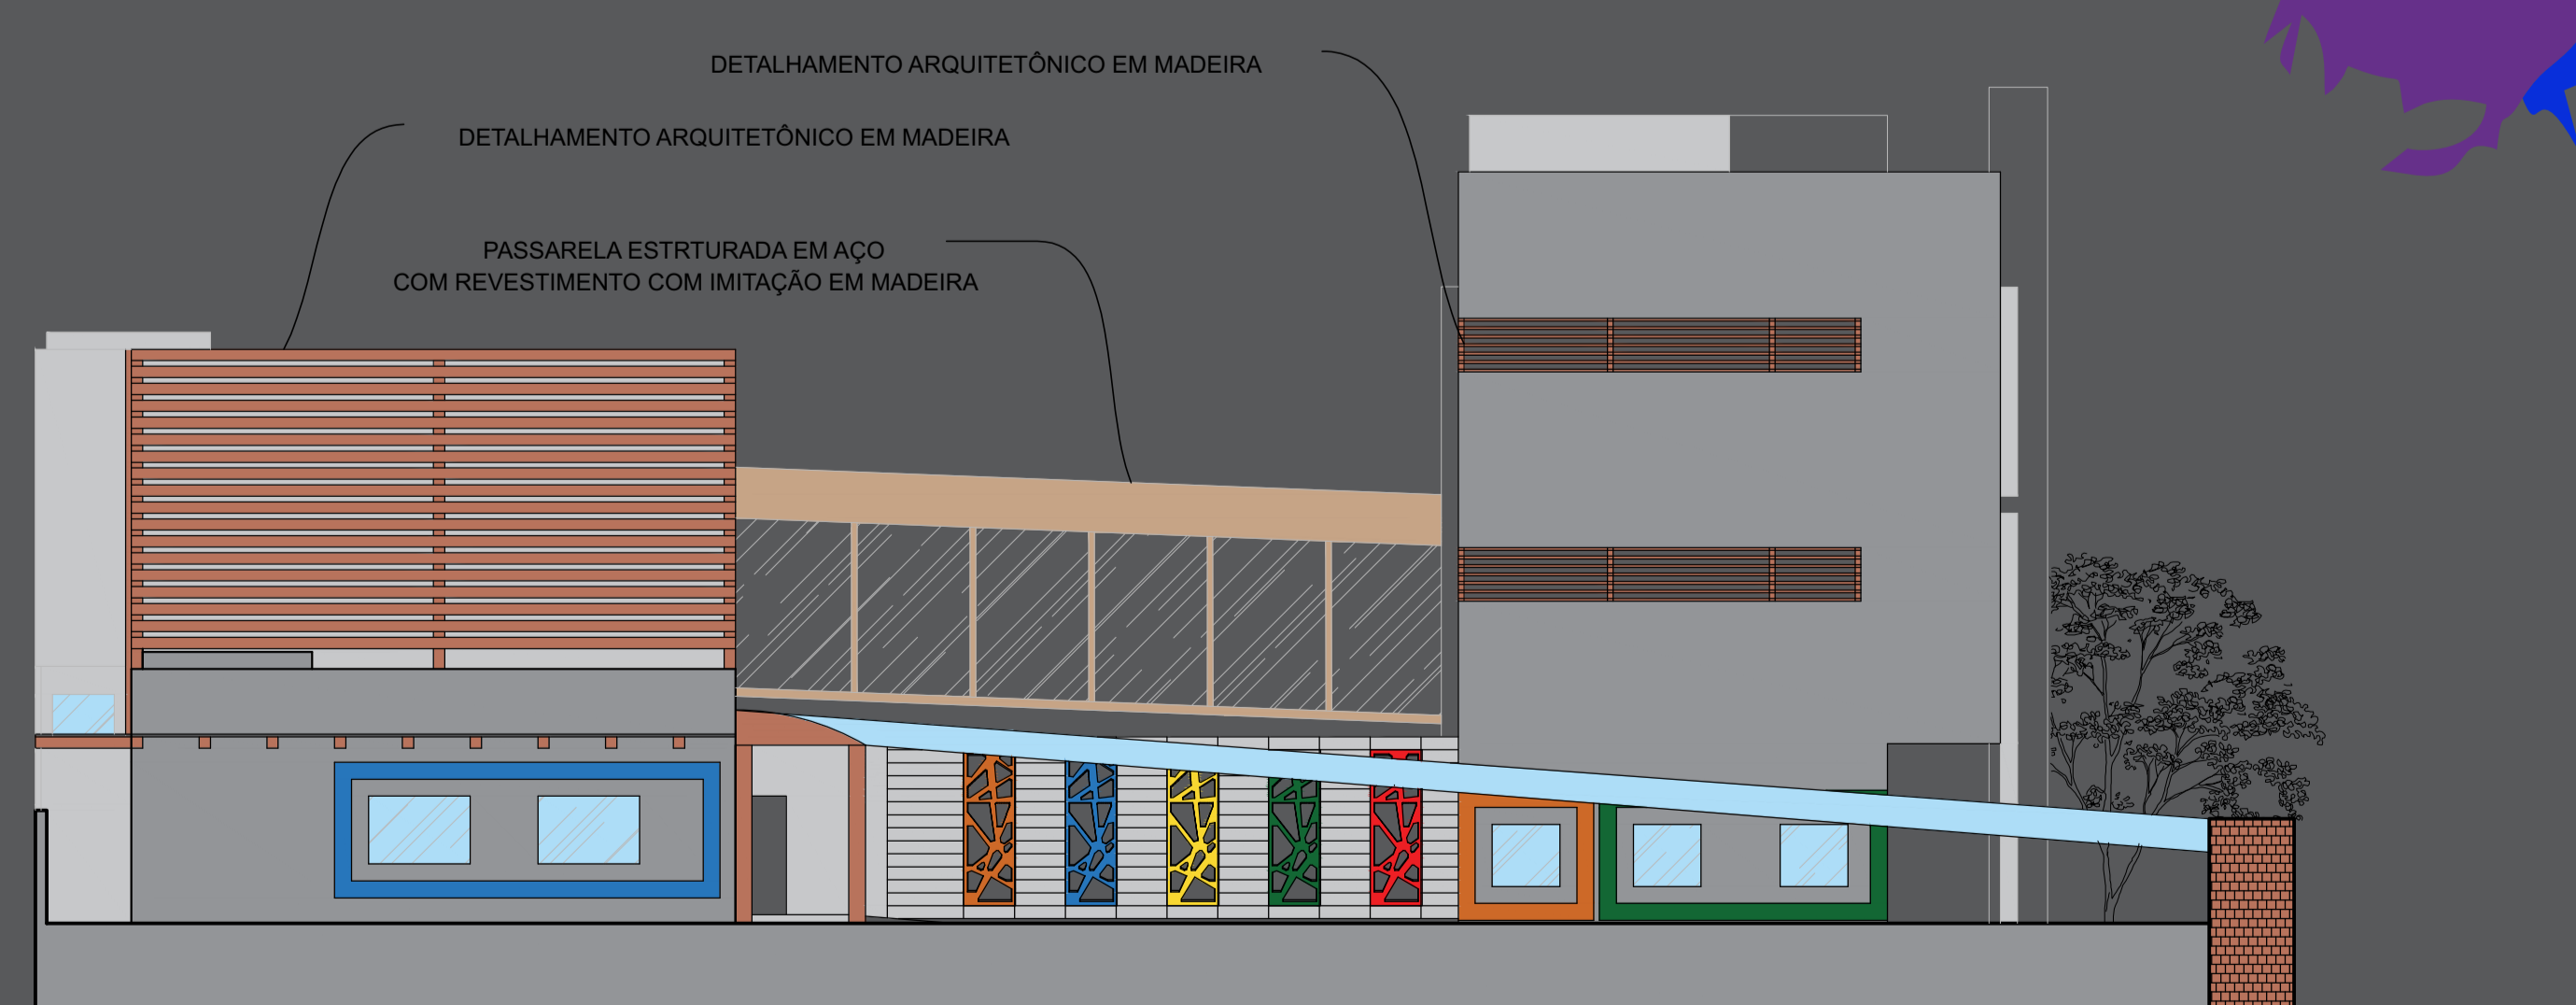 DETALHAMENTO ARQUITETÔNICO EM MADEIRA
DETALHAMENTO ARQUITETÔNICO EM MADEIRA
PASSARELA ESTRTURADA EM AÇO
COM REVESTIMENTO COM IMITAÇÃO EM MADEIRA